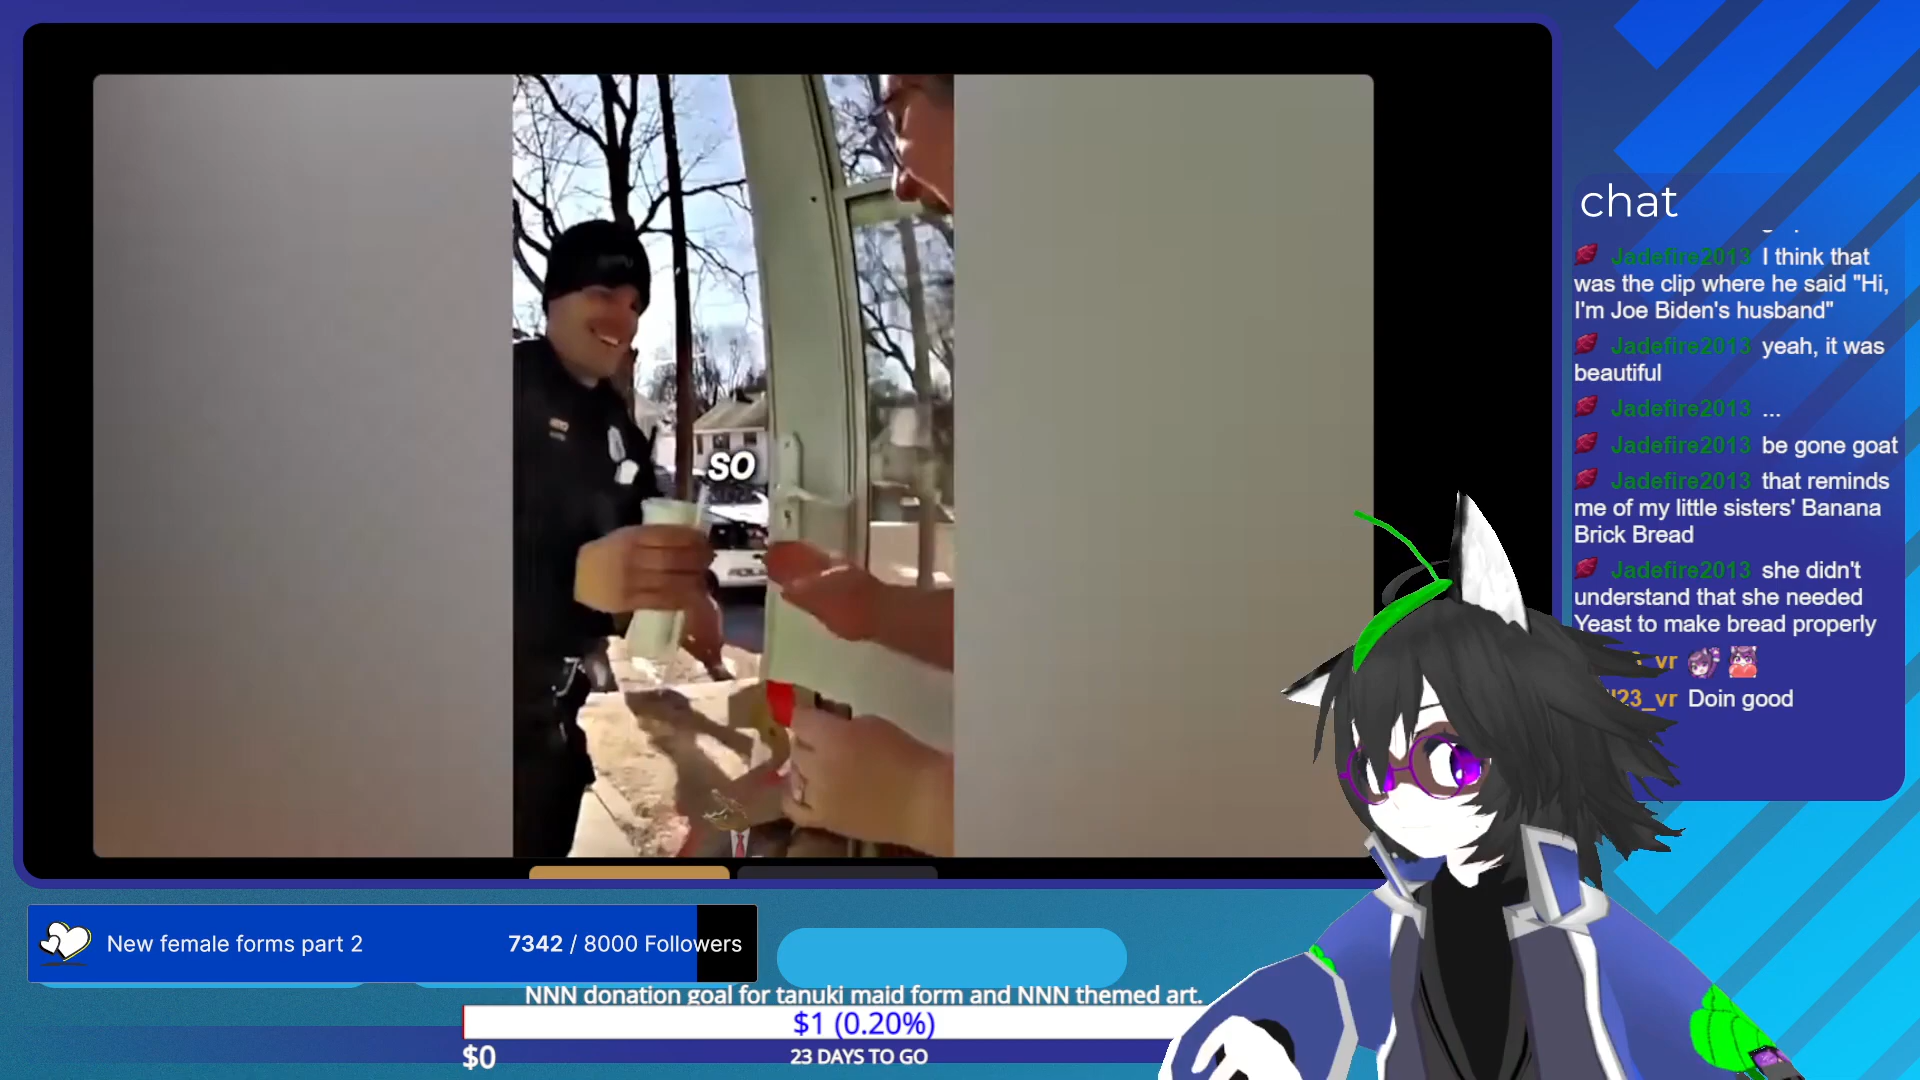 SO
chat
Jadefire2013 I think that
was the clip where he said "Hi,
I'm Joe Biden's husband"
Jadefire2013 yeah, it was
beautiful
Jadefire2013 ...
Jadefire2013 be gone goat
Jadefire2013 that reminds
me of my little sisters' Banana
Brick Bread
Jadefire2013 she didn't
understand that she needed
Yeast to make bread properly
_vr
23_vr Doin good
New female forms part 2
7342 / 8000 Followers
NNN donation goal for tanuki maid form and NNN themed art.
$1 (0.20%)
$0
23 DAYS TO GO